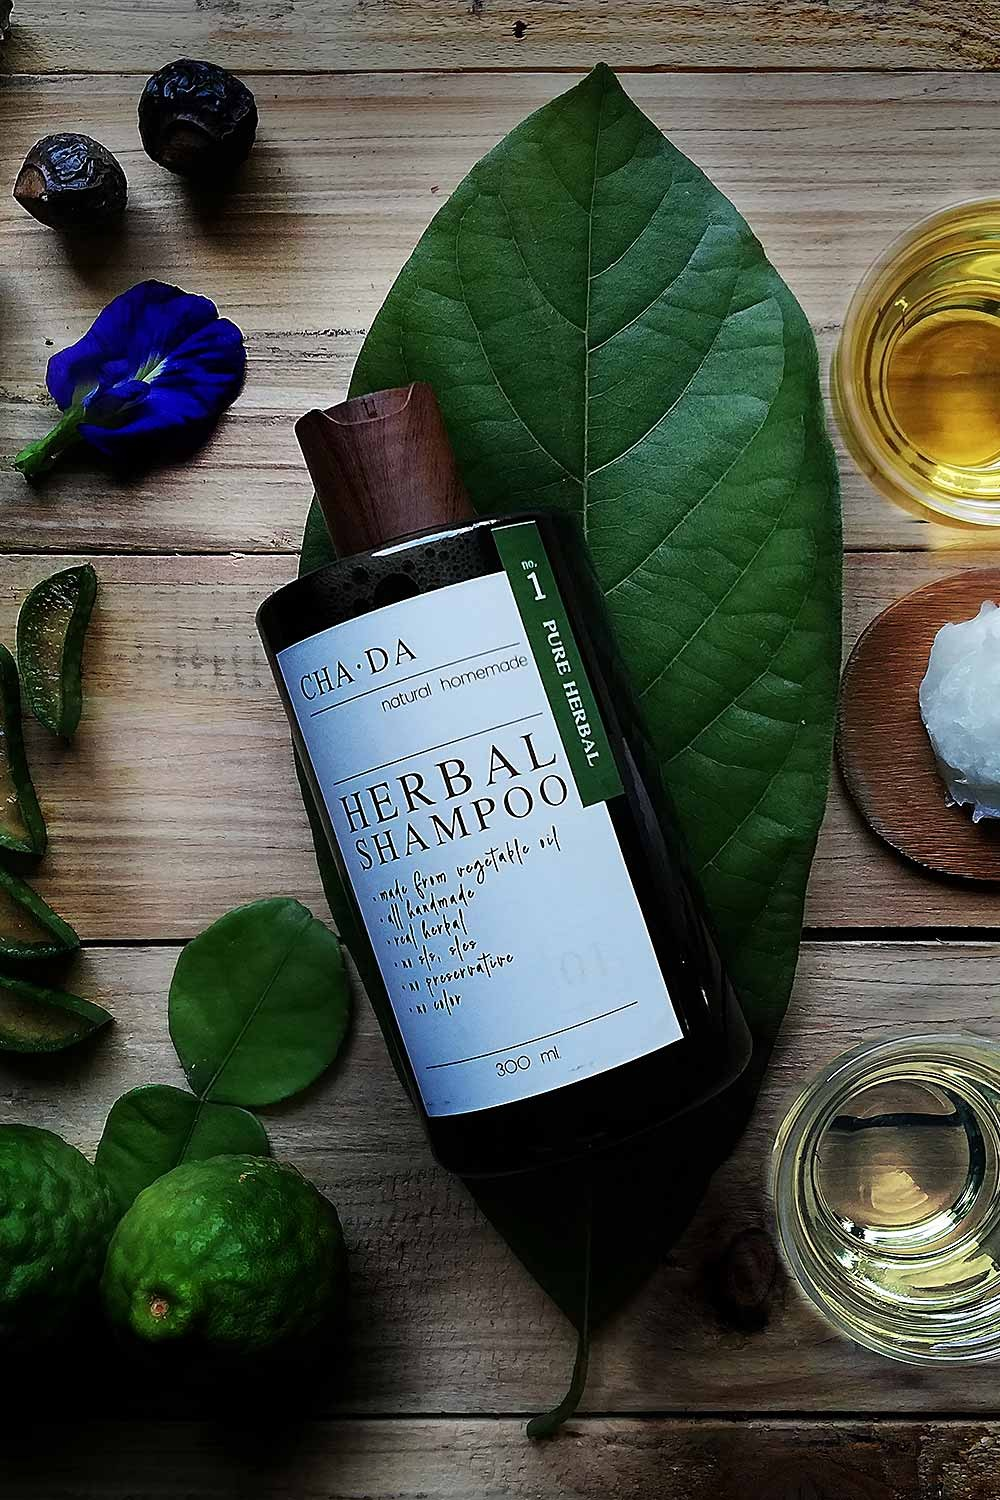 no.
1 PURE HERBAL
CHA·DA
natural homemade
HERBAL
SHAMPOO
• made from vegetable oil
• all handmade
• real herbal
• no sls, sles
• no preservative
• no color
300 ml.